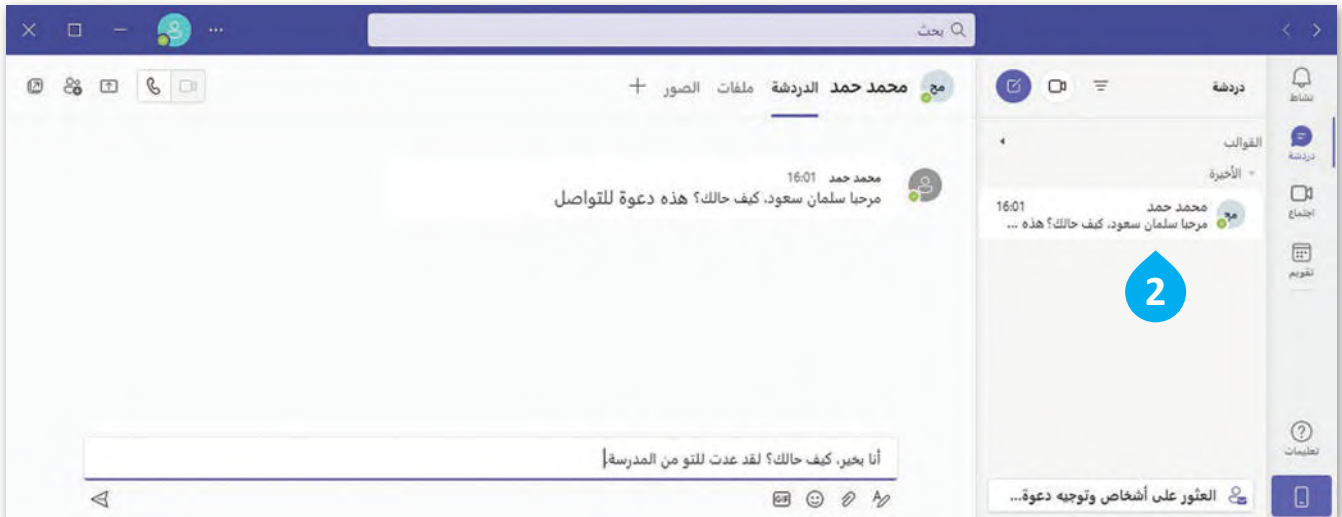 بحث
نشاط
دردشة
اجتماع
تقويم
تعليمات
دردشة
القوالب
الأخيرة
محمد حمد 16:01
مرحبا سلمان سعود، كيف حالك؟ هذه ...
2
العثور على أشخاص وتوجيه دعوة...
مح محمد حمد الدردشة ملفات الصور +
محمد حمد 16:01
مرحبا سلمان سعود، كيف حالك؟ هذه دعوة للتواصل
أنا بخير، كيف حالك؟ لقد عدت للتو من المدرسة.
GIF